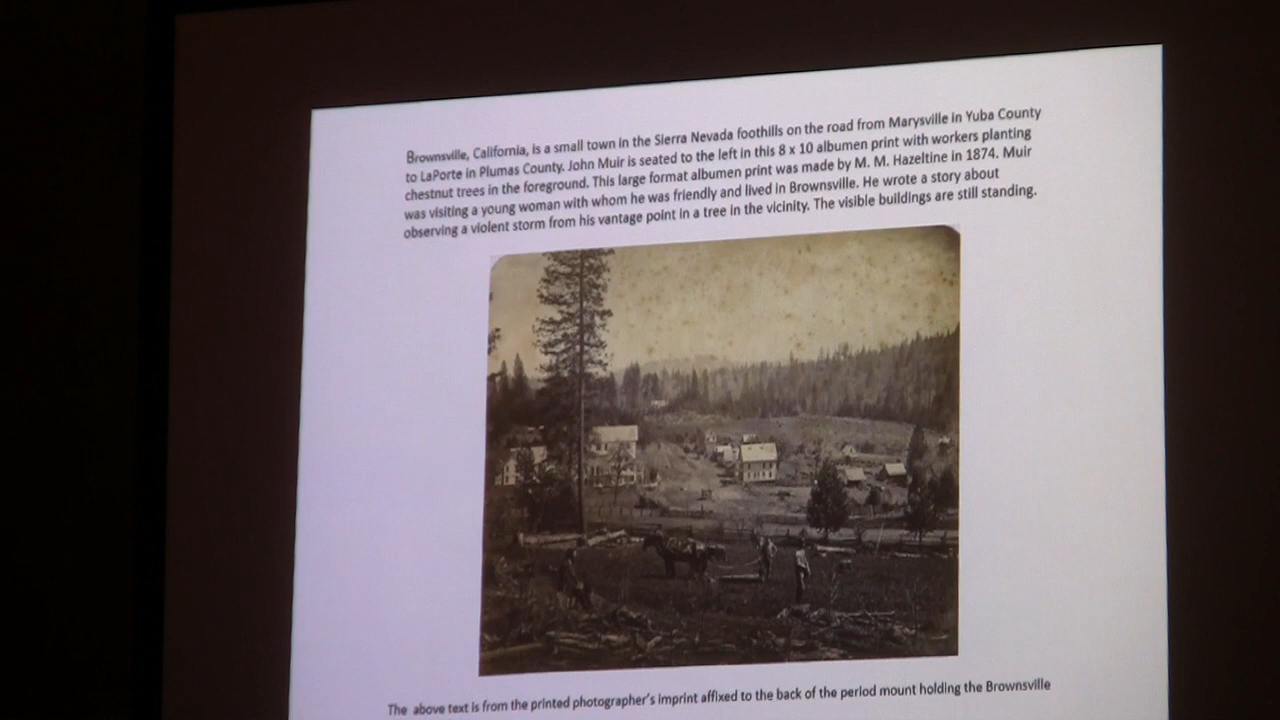 Brownsville, California, is a small town in the Sierra Nevada foothills on the road from Marysville in Yuba County
to LaPorte in Plumas County. John Muir is seated to the left in this 8 x 10 albumen print with workers planting
chestnut trees in the foreground. This large format albumen print was made by M. M. Hazeltine in 1874. Muir
was visiting a young woman with whom he was friendly and lived in Brownsville. He wrote a story about
observing a violent storm from his vantage point in a tree in the vicinity. The visible buildings are still standing.
The above text is from the printed photographer's imprint affixed to the back of the period mount holding the Brownsville